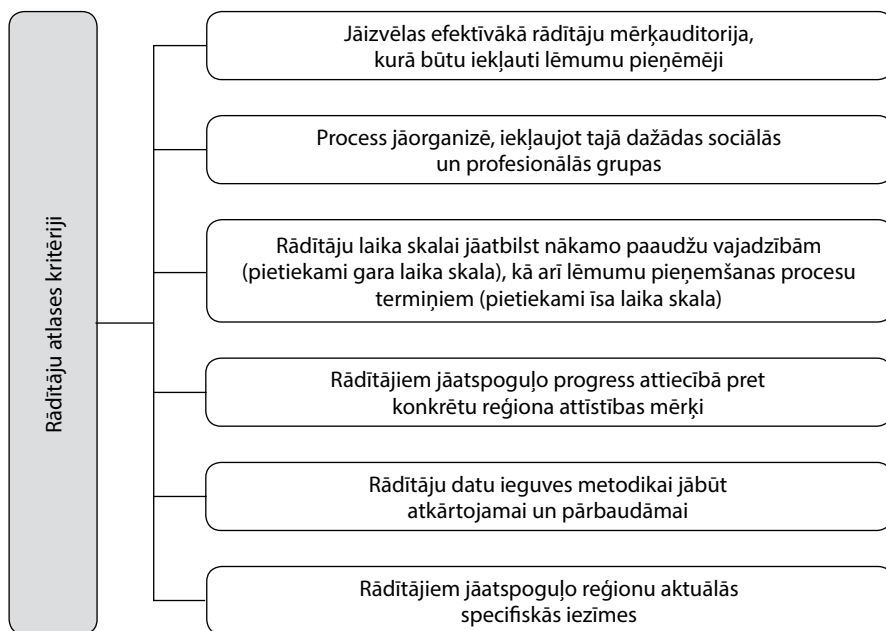 Rādītāju atlases kritēriji
Jāizvēlas efektīvākā rādītāju mērķauditorija,
kurā būtu iekļauti lēmumu pieņēmēji
Process jāorganizē, iekļaujot tajā dažādas sociālās
un profesionālās grupas
Rādītāju laika skalai jāatbilst nākamo paaudžu vajadzībām
(pietiekami gara laika skala), kā arī lēmumu pieņemšanas procesu
termiņiem (pietiekami īsa laika skala)
Rādītājiem jāatspoguļo progress attiecībā pret
konkrētu reģiona attīstības mērķi
Rādītāju datu ieguves metodikai jābūt
atkārtojamai un pārbaudāmai
Rādītājiem jāatspoguļo reģionu aktuālās
specifiskās iezīmes